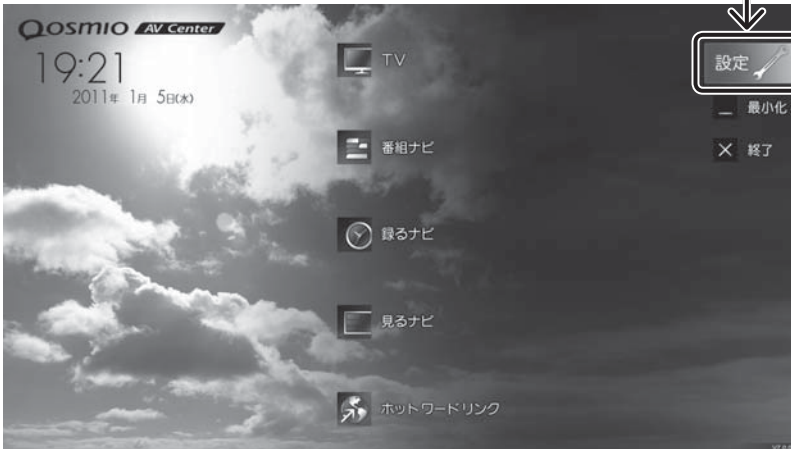 Qosmio AV Center
19:21
2011年 1月 5日(水)
TV
番組ナビ
録るナビ
見るナビ
ホットワードリンク
設定
最小化
終了